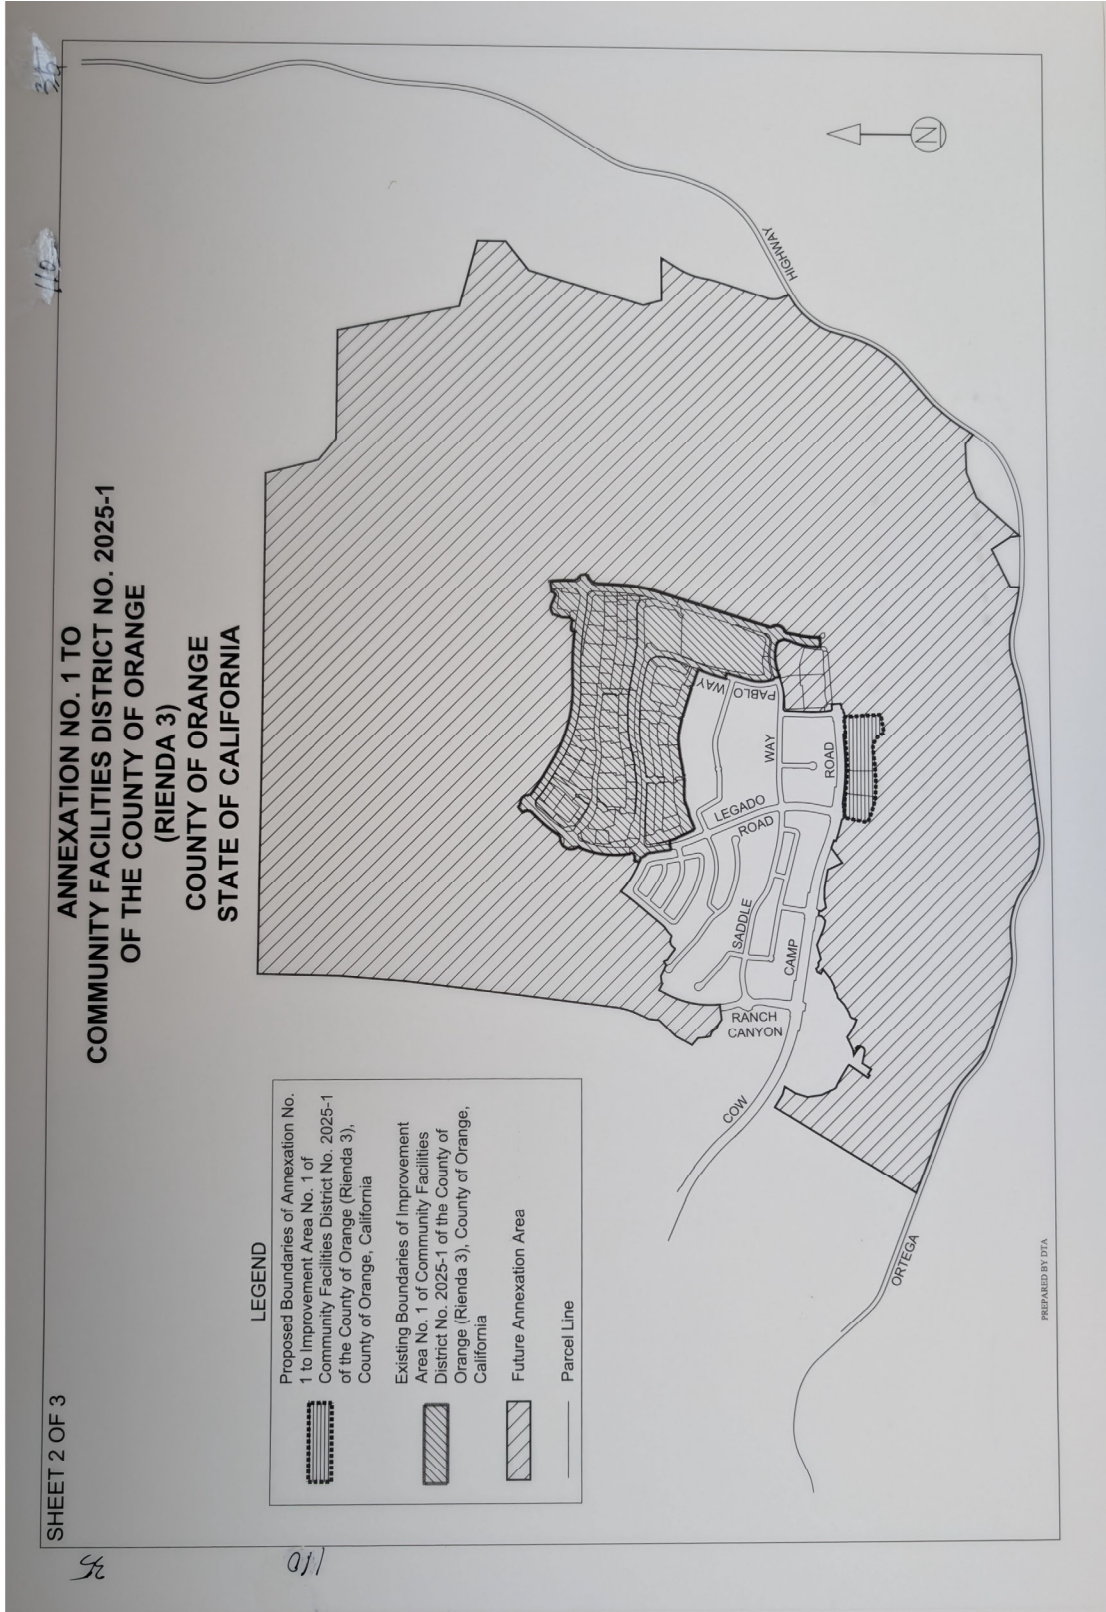 SHEET 2 OF 3
ANNEXATION NO. 1 TO
COMMUNITY FACILITIES DISTRICT NO. 2025-1
OF THE COUNTY OF ORANGE
(RIENDA 3)
COUNTY OF ORANGE
STATE OF CALIFORNIA
LEGEND
Proposed Boundaries of Annexation No.
1 to Improvement Area No. 1 of
Community Facilities District No. 2025-1
of the County of Orange (Rienda 3),
County of Orange, California
Existing Boundaries of Improvement
Area No. 1 of Community Facilities
District No. 2025-1 of the County of
Orange (Rienda 3), County of Orange,
California
Future Annexation Area
Parcel Line
ORTEGA
HIGHWAY
COW
CAMP
ROAD
RANCH
CANYON
SADDLE
WAY
LEGADO
ROAD
PABLO
WAY
N
PREPARED BY DTA
35
110
35
110